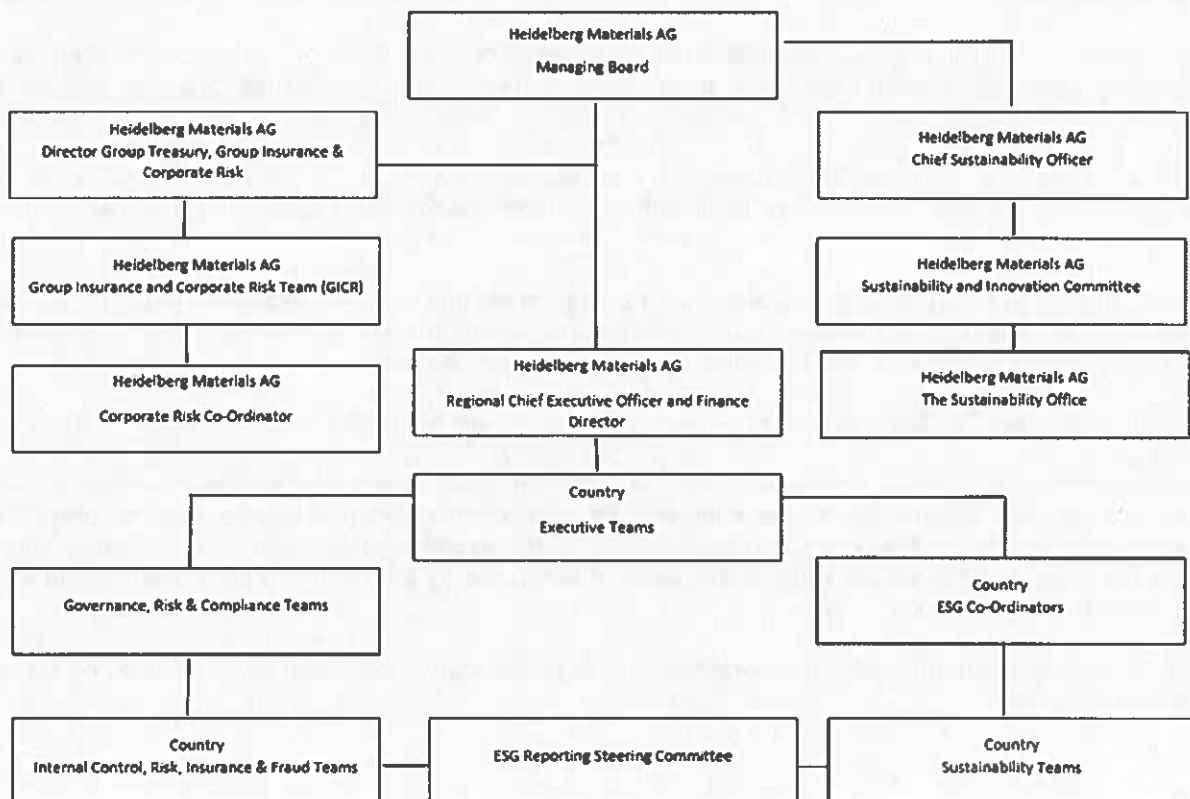 Heidelberg Materials AG
Managing Board
Heidelberg Materials AG
Director Group Treasury, Group Insurance &
Corporate Risk
Heidelberg Materials AG
Chief Sustainability Officer
Heidelberg Materials AG
Group Insurance and Corporate Risk Team (GICR)
Heidelberg Materials AG
Sustainability and Innovation Committee
Heidelberg Materials AG
Corporate Risk Co-Ordinator
Heidelberg Materials AG
Regional Chief Executive Officer and Finance
Director
Heidelberg Materials AG
The Sustainability Office
Country
Executive Teams
Governance, Risk & Compliance Teams
Country
ESG Co-Ordinators
Country
Internal Control, Risk, Insurance & Fraud Teams
ESG Reporting Steering Committee
Country
Sustainability Teams